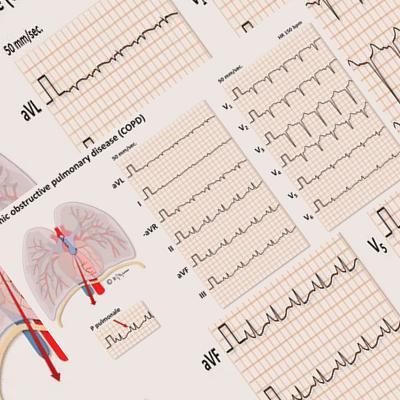 50 mm/sec.
aVL
V
HR 150 bpm
50 mm/sec.
V1
V2
V3
V4
V5
V6
nic obstructive pulmonary disease (COPD)
50 mm/sec.
aVL
I
-aVR
II
aVF
III
P pulmonale
V5
aVF